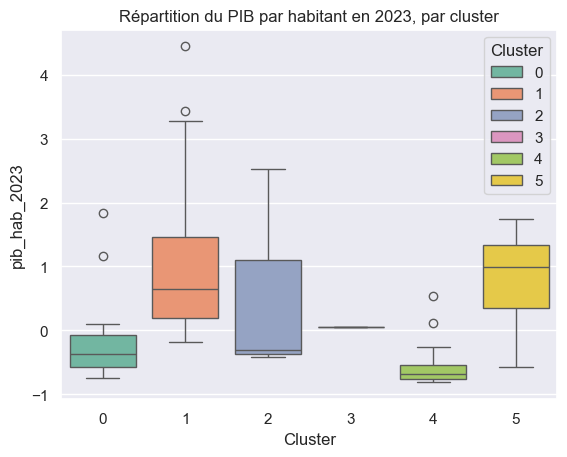 Répartition du PIB par habitant en 2023, par cluster
Cluster
0
1
2
3
4
5
4
3
2
1
0
−1
pib_hab_2023
0 1 2 3 4 5
Cluster